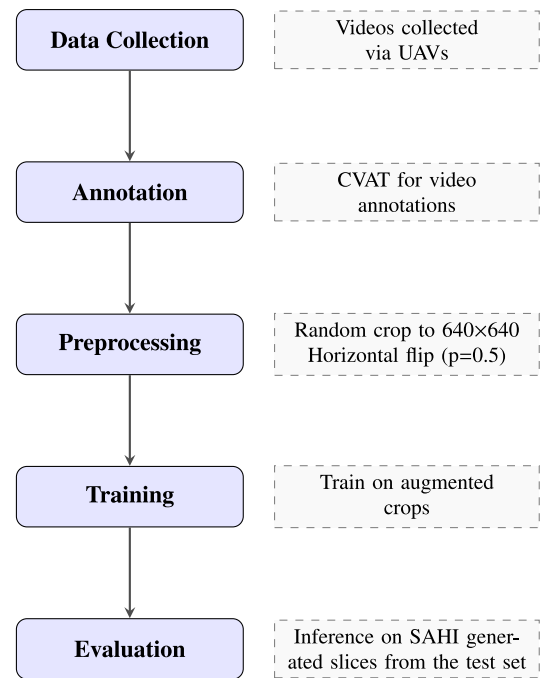 Data Collection
Videos collected
via UAVs
Annotation
CVAT for video
annotations
Preprocessing
Random crop to 640×640
Horizontal flip (p=0.5)
Training
Train on augmented
crops
Evaluation
Inference on SAHI gener-
ated slices from the test set